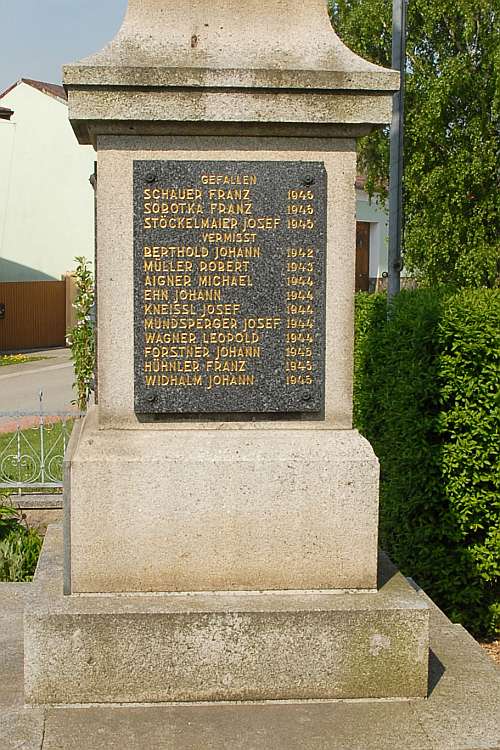 GEFALLEN
SCHAUER FRANZ 1945
SOBOTKA FRANZ 1945
STÖCKELMAIER JOSEF 1945
VERMISST
BERTHOLD JOHANN 1942
MÜLLER ROBERT 1943
AIGNER MICHAEL 1944
EHN JOHANN 1944
KNEISSL JOSEF 1944
MUNDSPERGER JOSEF 1944
WAGNER LEOPOLD 1944
FORSTNER JOHANN 1945
HÜHNLER FRANZ 1945
WIDHALM JOHANN 1945